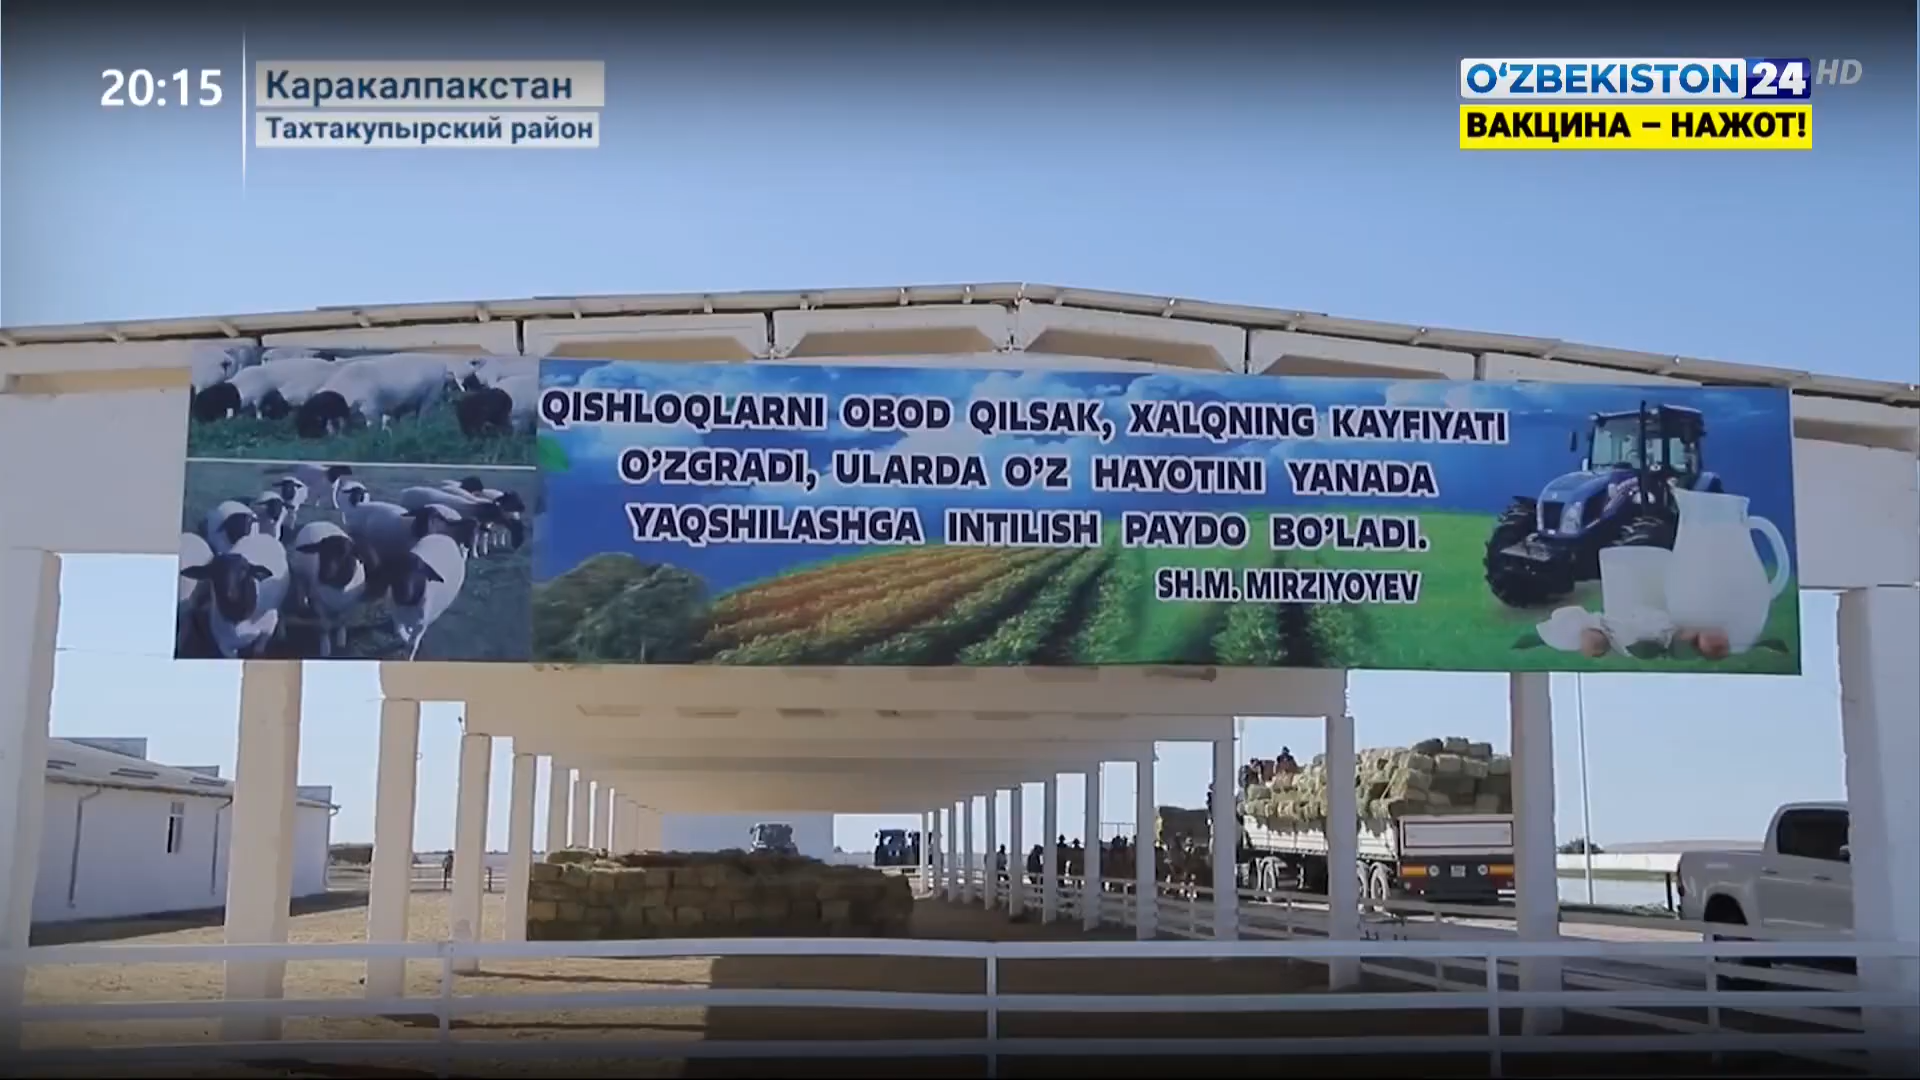 20:15
Каракалпакстан
Тахтакупырский район
O‘ZBEKISTON 24 HD
ВАКЦИНА – НАЖОТ!
QISHLOQLARNI OBOD QILSAK, XALQNING KAYFIYATI
O’ZGRADI, ULARDA O’Z HAYOTINI YANADA
YAQSHILASHGA INTILISH PAYDO BO’LADI.
SH.M. MIRZIYOYEV